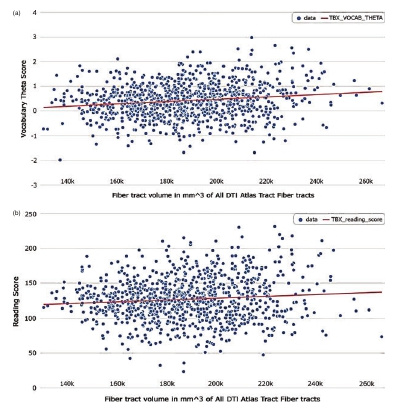 (a)
4
data TBX_VOCAB_THETA
3
2
1
0
-1
-2
-3
Vocabulary Theta Score
140k 160k 180k 200k 220k 240k 260k
Fiber tract volume in mm^3 of All DTI Atlas Tract Fiber tracts
(b)
250
data TBX_reading_score
200
150
100
50
0
Reading Score
140k 160k 180k 200k 220k 240k 260k
Fiber tract volume in mm^3 of All DTI Atlas Tract Fiber tracts